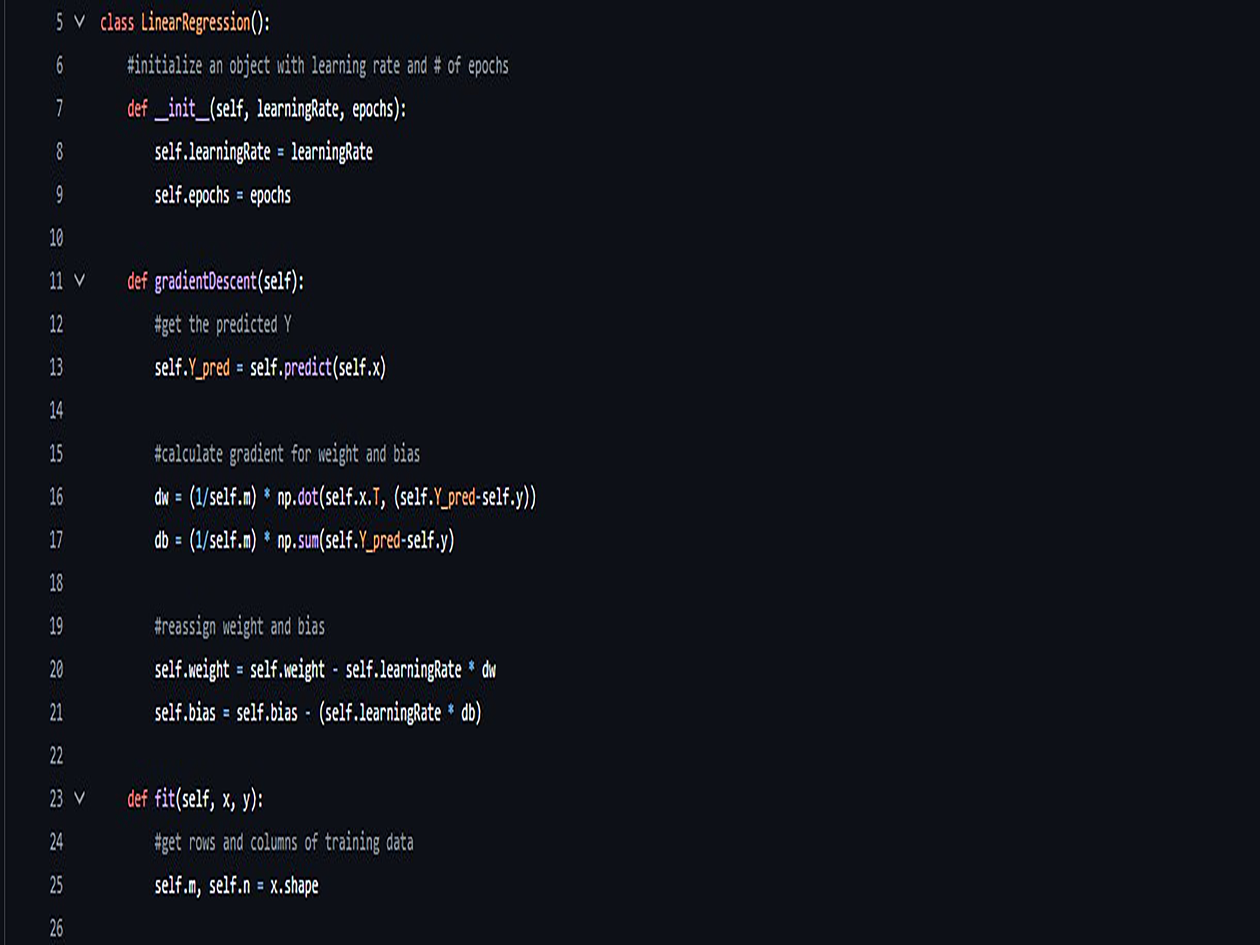 5 class LinearRegression():
6 #initialize an object with learning rate and # of epochs
7 def __init__(self, learningRate, epochs):
8 self.learningRate = learningRate
9 self.epochs = epochs
10
11 def gradientDescent(self):
12 #get the predicted Y
13 self.Y_pred = self.predict(self.x)
14
15 #calculate gradient for weight and bias
16 dw = (1/self.m) * np.dot(self.x.T, (self.Y_pred-self.y))
17 db = (1/self.m) * np.sum(self.Y_pred-self.y)
18
19 #reassign weight and bias
20 self.weight = self.weight - self.learningRate * dw
21 self.bias = self.bias - (self.learningRate * db)
22
23 def fit(self, x, y):
24 #get rows and columns of training data
25 self.m, self.n = x.shape
26